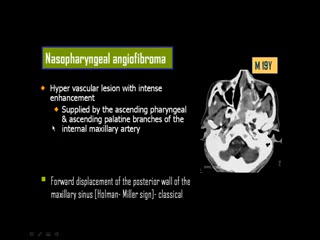 Nasopharyngeal angiofibroma
M 19Y
Hyper vascular lesion with intense
enhancement
Supplied by the ascending pharyngeal
& ascending palatine branches of the
internal maxillary artery
Forward displacement of the posterior wall of the
maxillary sinus [Holman- Miller sign]- classical